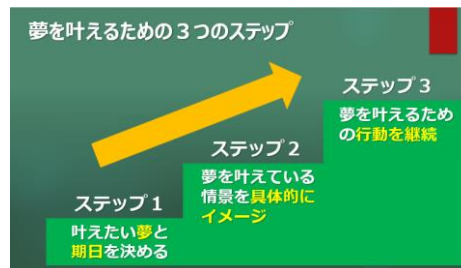 夢を叶えるための３つのステップ
ステップ１
叶えたい夢と
期日を決める
ステップ２
夢を叶えている
情景を具体的に
イメージ
ステップ３
夢を叶えるため
の行動を継続